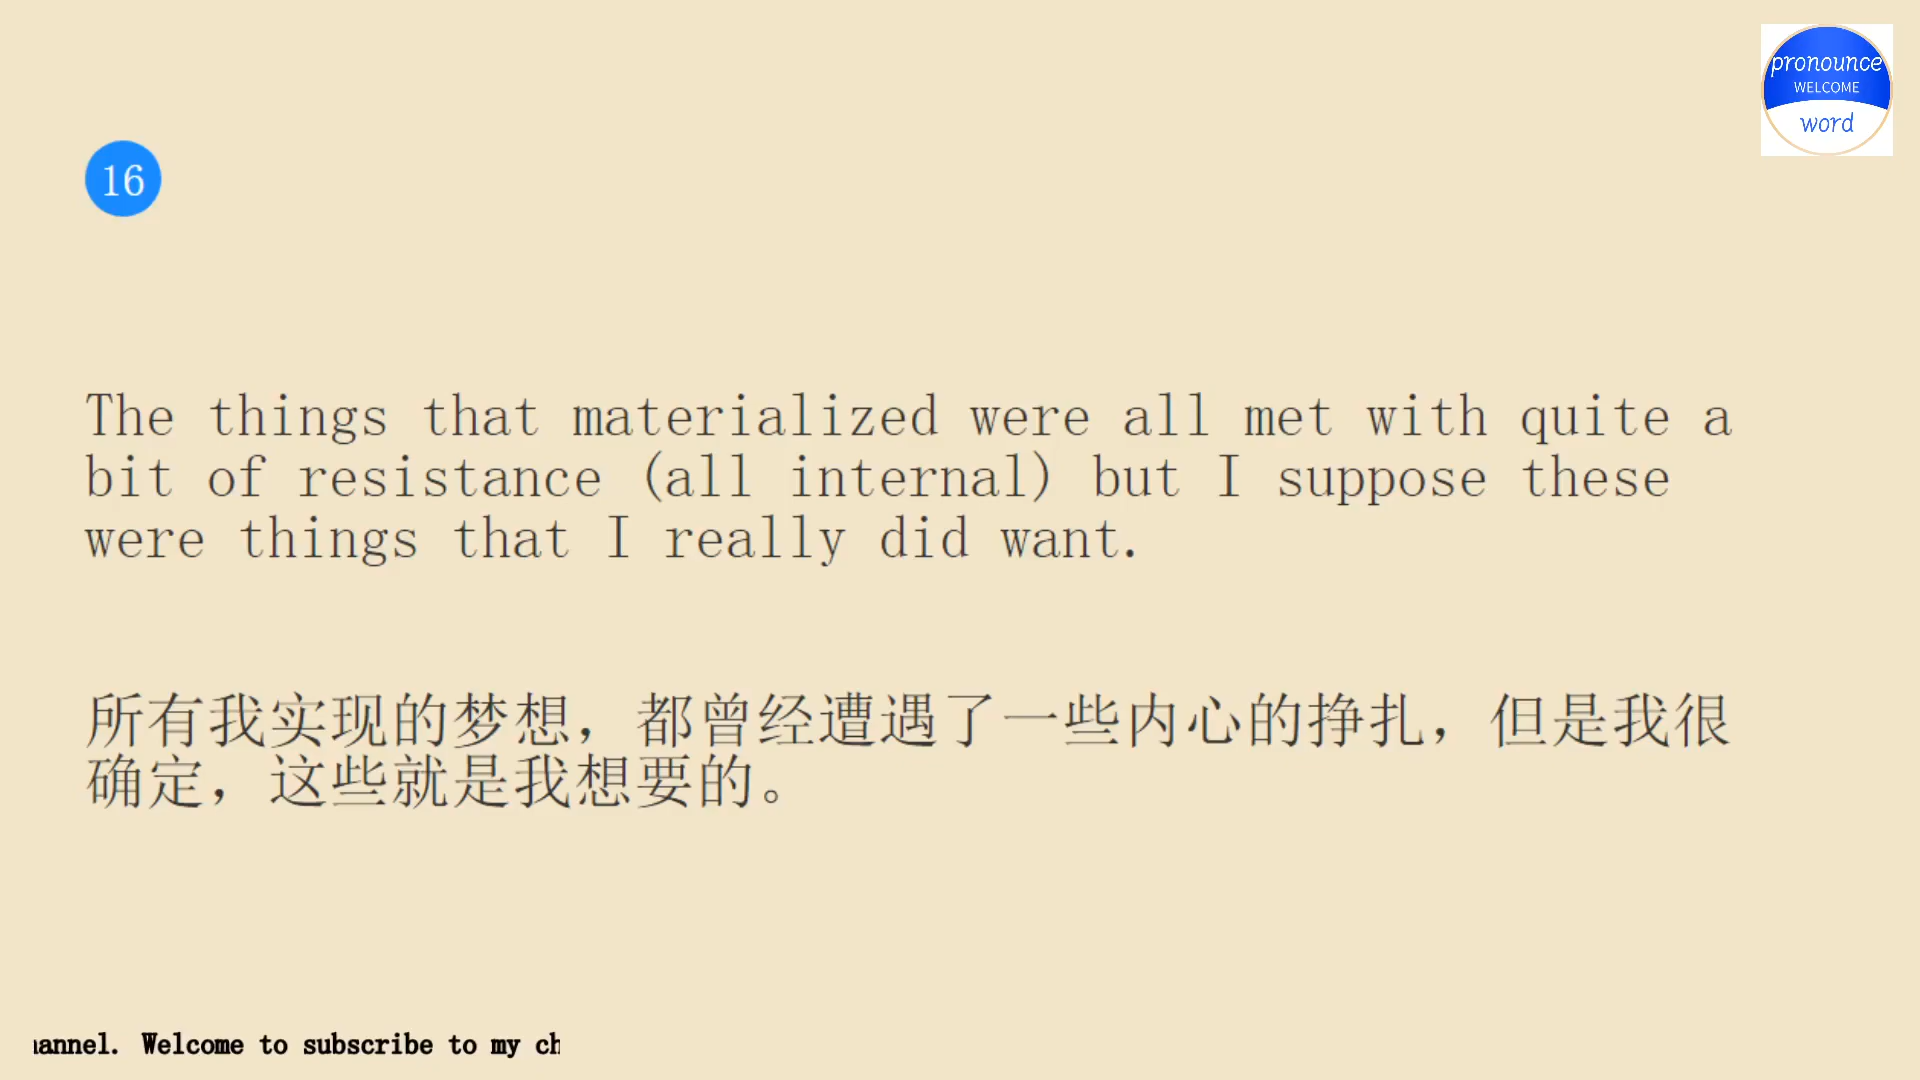 pronounce
WELCOME
word
16
The things that materialized were all met with quite a
bit of resistance (all internal) but I suppose these
were things that I really did want.
所有我实现的梦想，都曾经遭遇了一些内心的挣扎，但是我很
确定，这些就是我想要的。
annel. Welcome to subscribe to my ch